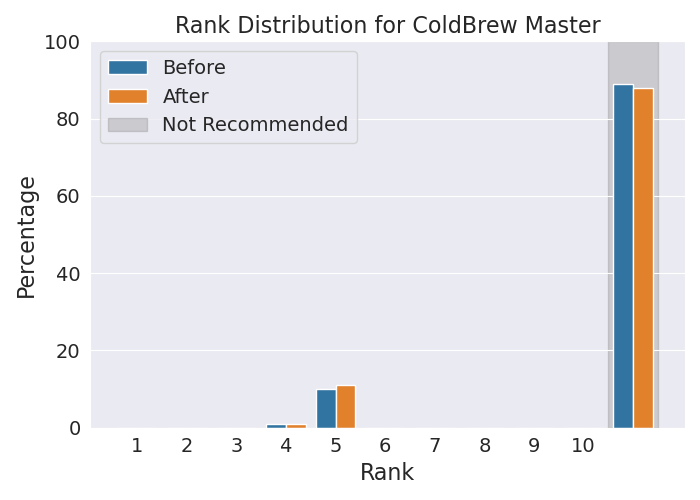 Rank Distribution for ColdBrew Master
100
80
60
40
20
0
Percentage
Before
After
Not Recommended
1 2 3 4 5 6 7 8 9 10
Rank